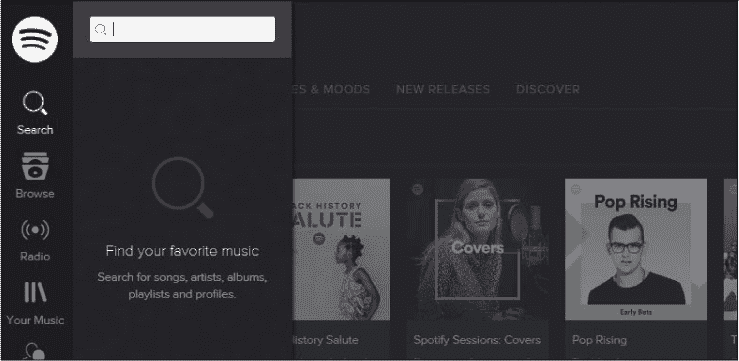 Search
Browse
Radio
Your Music
Find your favorite music
Search for songs, artists, albums,
playlists and profiles.
ES & MOODS NEW RELEASES DISCOVER
ACK HISTORY
ALUTE
History Salute
Covers
Spotify Sessions: Covers
Pop Rising
Early Bets
Pop Rising